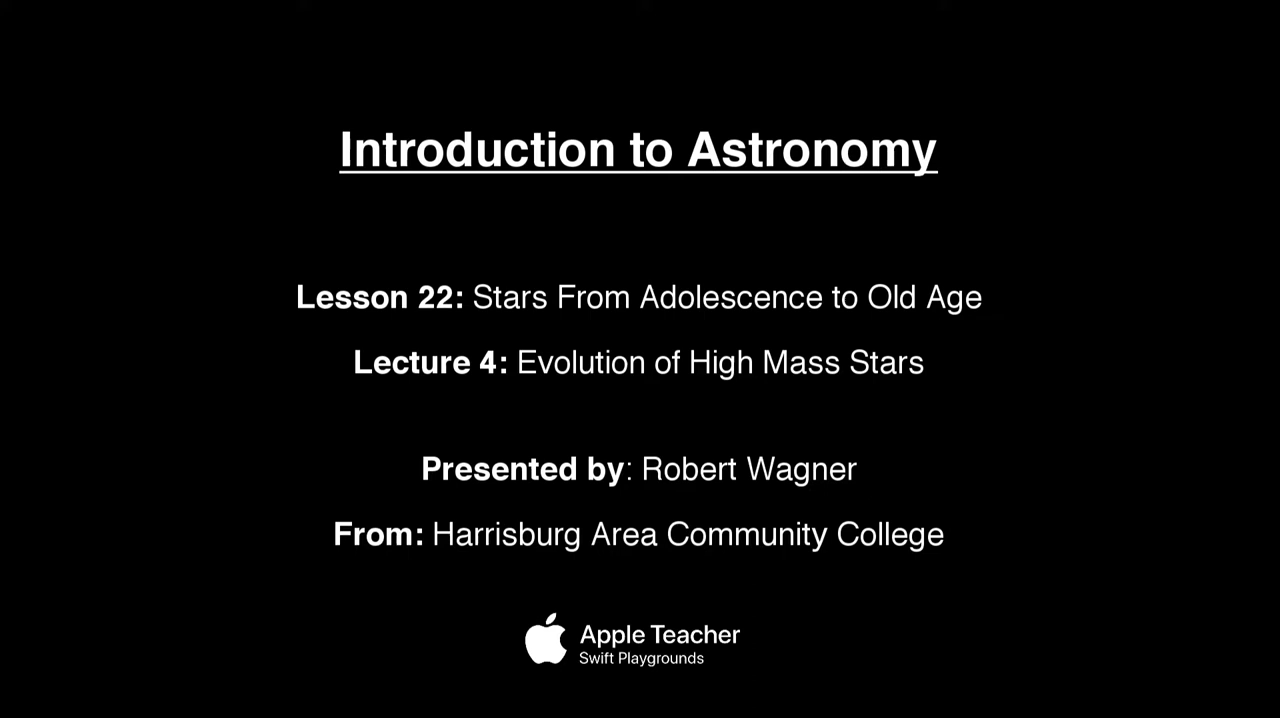 Introduction to Astronomy
Lesson 22: Stars From Adolescence to Old Age
Lecture 4: Evolution of High Mass Stars
Presented by: Robert Wagner
From: Harrisburg Area Community College
Apple Teacher
Swift Playgrounds